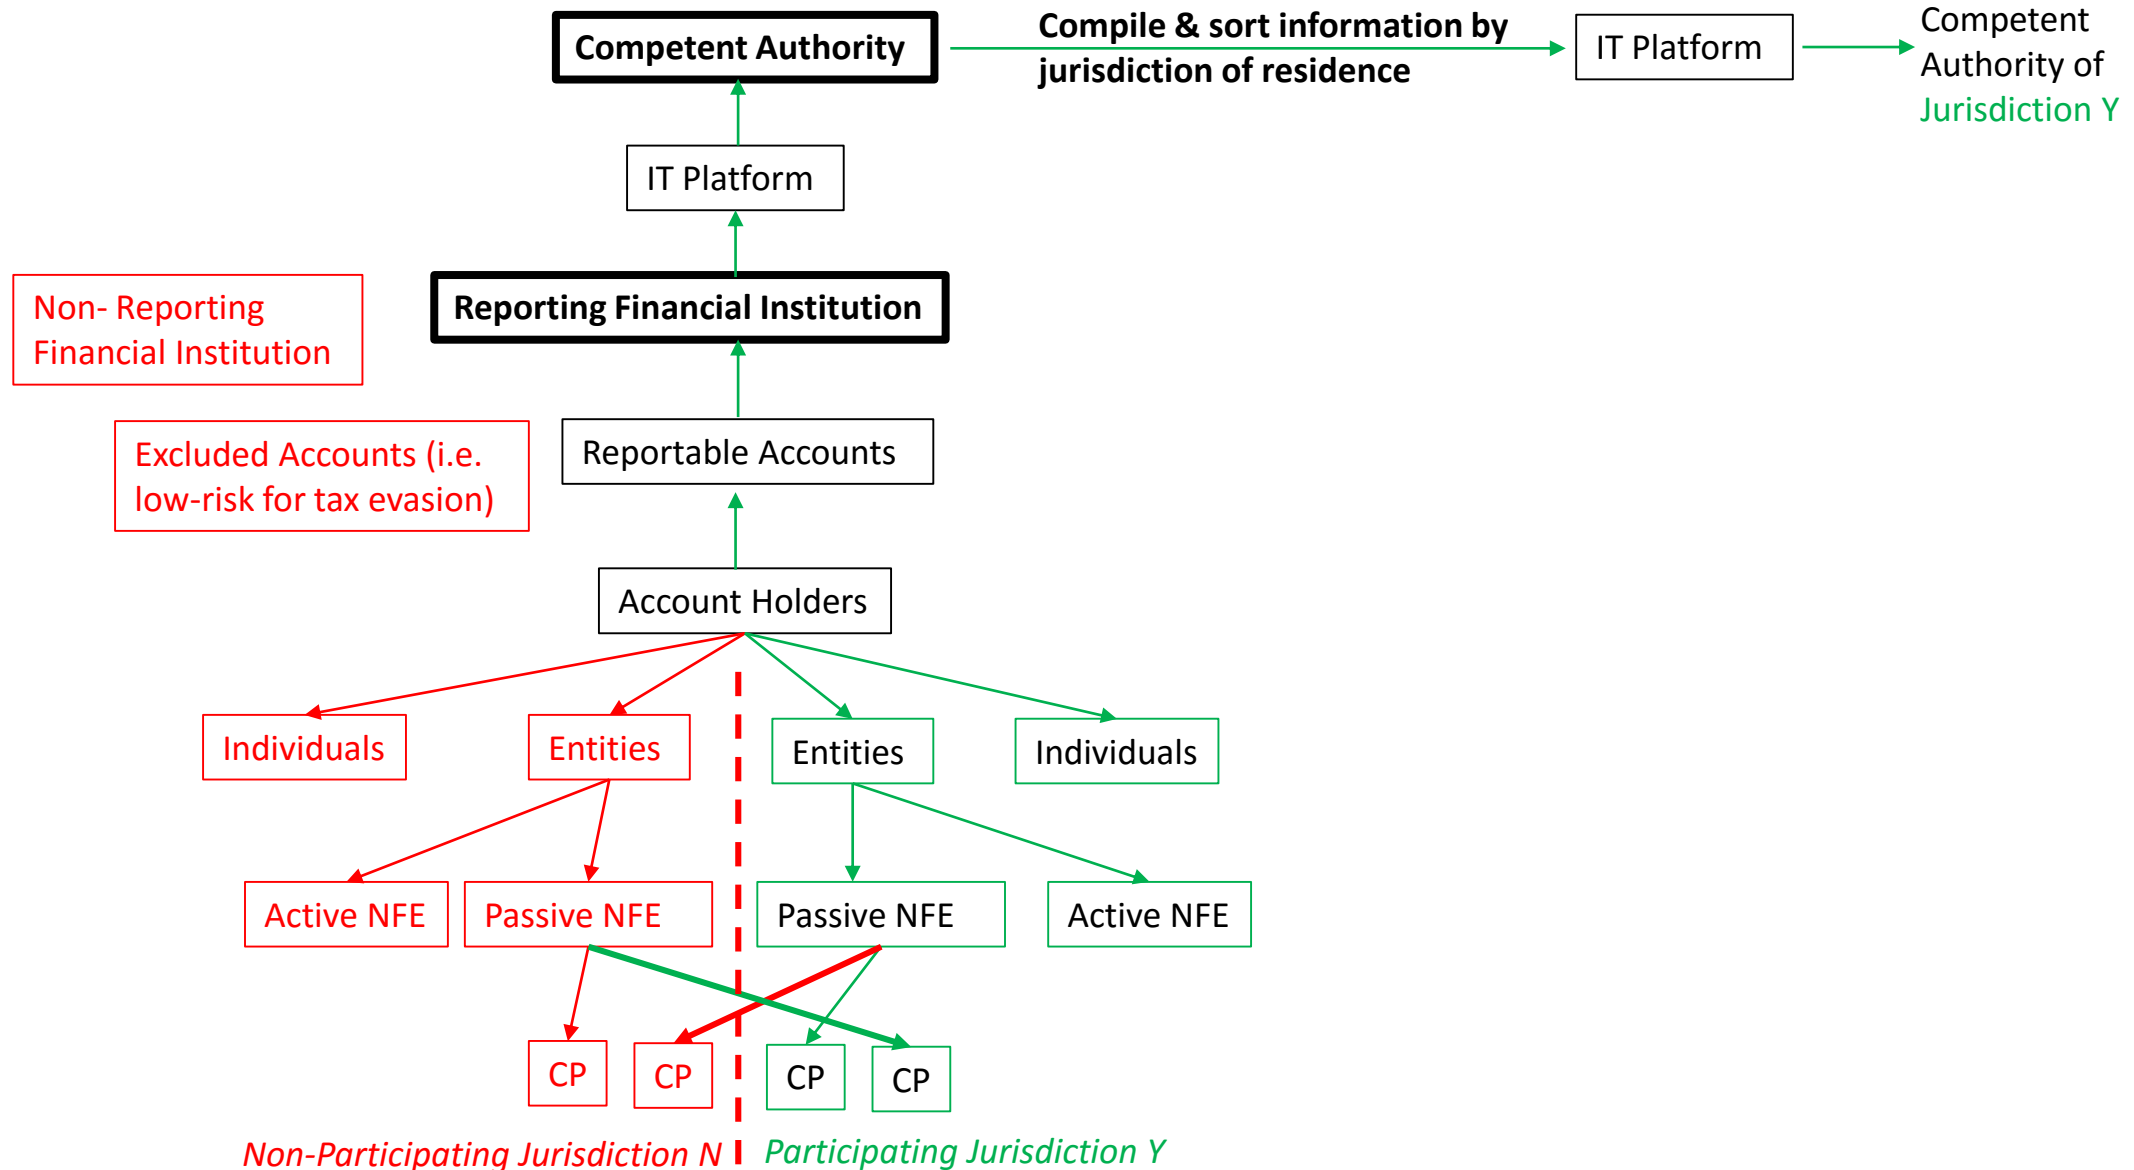 Competent Authority
Compile & sort information by
jurisdiction of residence
IT Platform
Competent
Authority of
Jurisdiction Y
IT Platform
Non- Reporting
Financial Institution
Reporting Financial Institution
Excluded Accounts (i.e.
low-risk for tax evasion)
Reportable Accounts
Account Holders
Individuals
Entities
Entities
Individuals
Active NFE
Passive NFE
Passive NFE
Active NFE
CP
CP
CP
CP
Non-Participating Jurisdiction N
Participating Jurisdiction Y